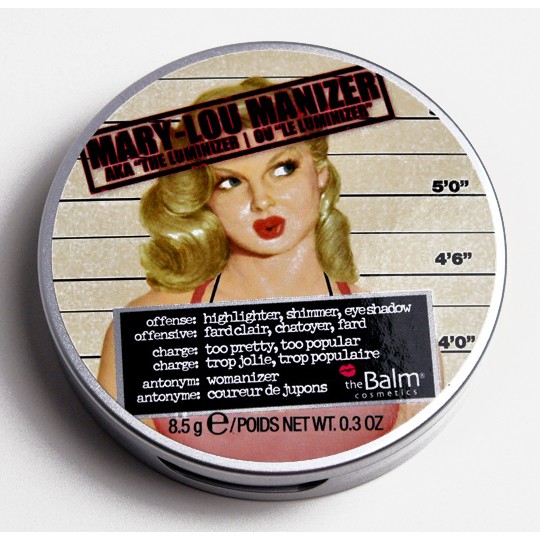 MARY-LOU MANIZER
AKA "THE LUMINIZER" | OU "LE LUMINIZER"
5'0"
4'6"
4'0"
offense: highlighter, shimmer, eyeshadow
offensive: fard clair, chatoyer, fard
charge: too pretty, too popular
charge: trop jolie, trop populaire
antonym: womanizer
antonyme: coureur de jupons
theBalm®
cosmetics
8.5 g ℮/POIDS NET WT. 0.3 OZ